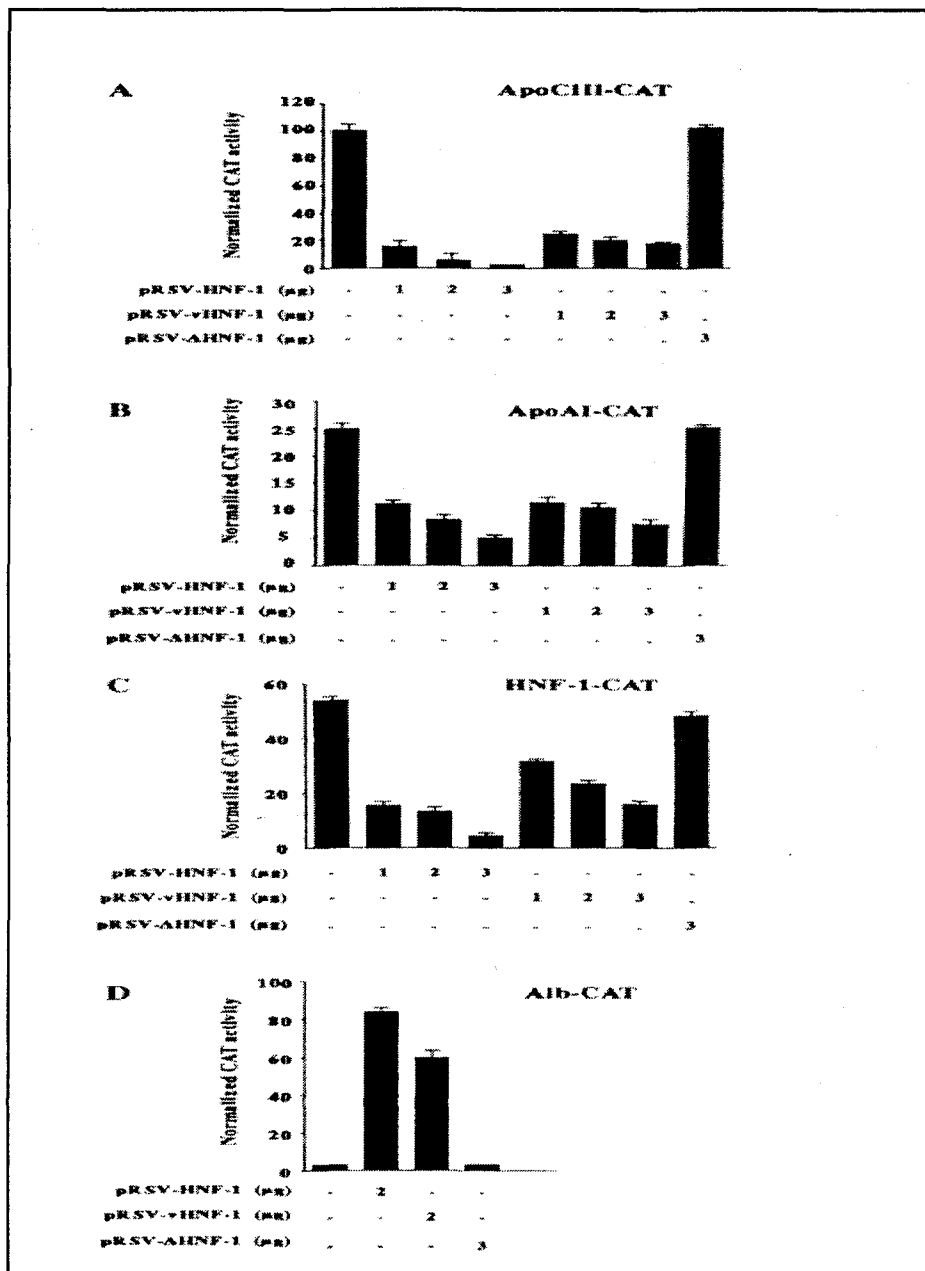 A ApoCIII-CAT
Normalized CAT activity
120
100
80
60
40
20
0
pRSV-HNF-1 (µg) - 1 2 3 - - - -
pRSV-vHNF-1 (µg) - - - - 1 2 3 -
pRSV-ΔHNF-1 (µg) - - - - - - - 3
B ApoAI-CAT
Normalized CAT activity
30
25
20
15
10
5
0
pRSV-HNF-1 (µg) - 1 2 3 - - - -
pRSV-vHNF-1 (µg) - - - - 1 2 3 -
pRSV-ΔHNF-1 (µg) - - - - - - - 3
C HNF-1-CAT
Normalized CAT activity
60
40
20
0
pRSV-HNF-1 (µg) - 1 2 3 - - - -
pRSV-vHNF-1 (µg) - - - - 1 2 3 -
pRSV-ΔHNF-1 (µg) - - - - - - - 3
D Alb-CAT
Normalized CAT activity
100
80
60
40
20
0
pRSV-HNF-1 (µg) - 2 - -
pRSV-vHNF-1 (µg) - - 2 -
pRSV-ΔHNF-1 (µg) - - - 3